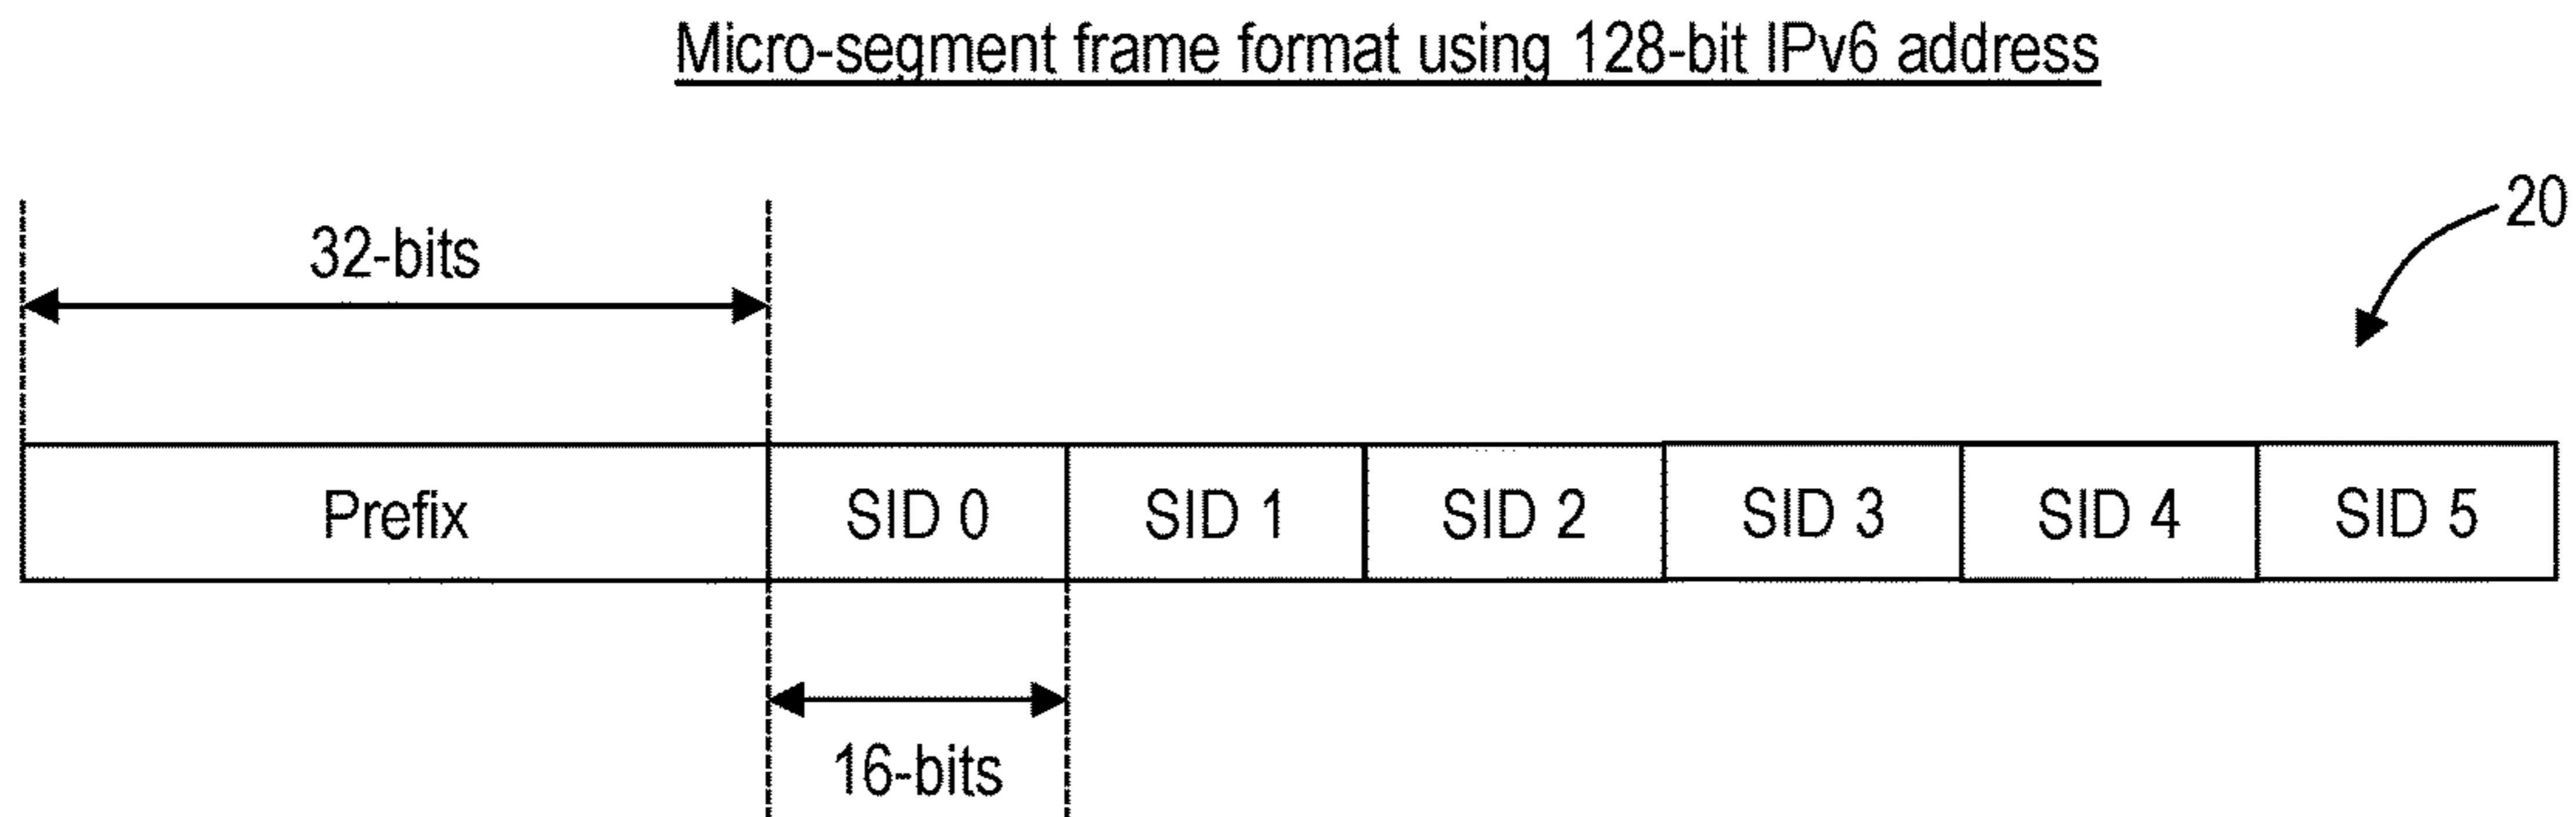 Micro-segment frame format using 128-bit IPv6 address
20
32-bits
Prefix SID 0 SID 1 SID 2 SID 3 SID 4 SID 5
16-bits